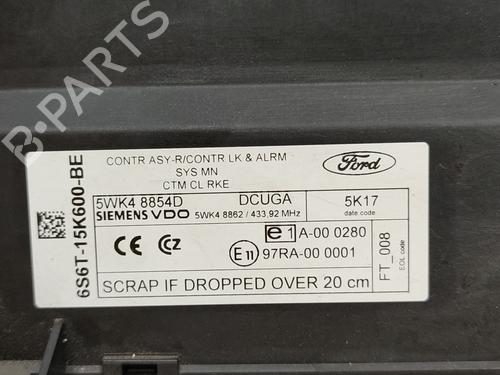 B-PARTS
6S6T-15K600-BE
CONTR ASY-R/CONTR LK & ALRM
SYS MN
CTM CL RKE
Ford
5WK4 8854D DCUGA 5K17
SIEMENS VDO 5WK4 8862 / 433,92 MHz date code
CE CZ e1 A-00 0280
E11 97RA-00 0001
FT_008
EOL code
SCRAP IF DROPPED OVER 20 cm